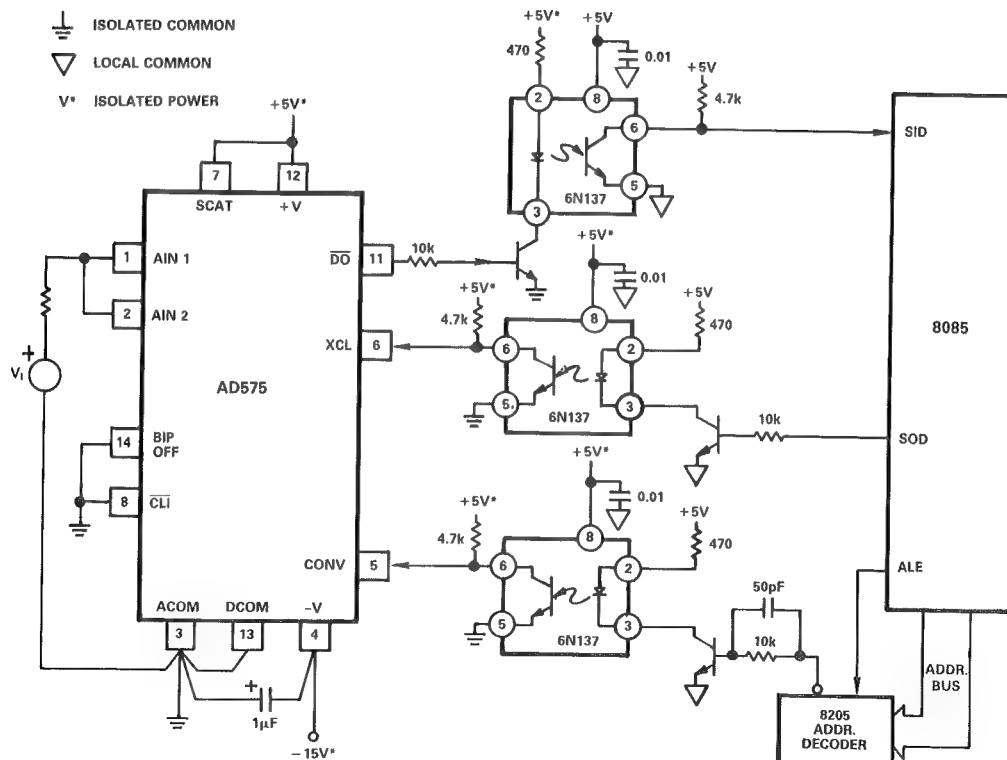 ISOLATED COMMON
LOCAL COMMON
V* ISOLATED POWER
+5V*
7
12
SCAT
+V
1
AIN 1
2
AIN 2
+
V₁
AD575
14
BIP
OFF
8
CLI
DO
11
10k
XCL
6
CONV
5
ACOM
DCOM
-V
3
13
4
+
1μF
-15V*
+5V*
470
+5V
0.01
2
8
6
5
3
6N137
+5V
4.7k
SID
+5V*
0.01
+5V*
4.7k
+5V
470
8
6
2
5.
3
6N137
10k
SOD
8085
+5V*
0.01
+5V*
4.7k
+5V
470
8
6
2
5
3
6N137
50pF
10k
ALE
ADDR.
BUS
8205
ADDR.
DECODER